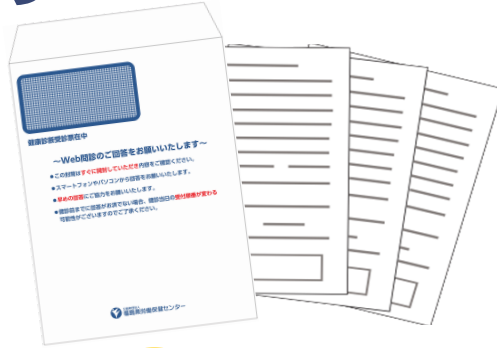 健康診断受診票在中
～Web問診のご回答をお願いいたします～
●この封筒はすぐに開封していただき内容をご確認ください。
●スマートフォンやパソコンから回答をお願いいたします。
●早めの回答にご協力をお願いいたします。
●健診前までに回答がお済でない場合、健診当日の受付順番が変わる
可能性がございますのでご了承ください。
福島県労働保健センター